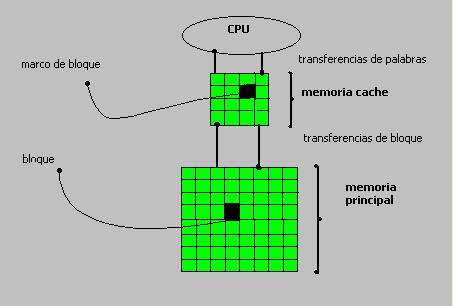 CPU
transferencias de palabras
marco de bloque
memoria cache
transferencias de bloque
bloque
memoria
principal